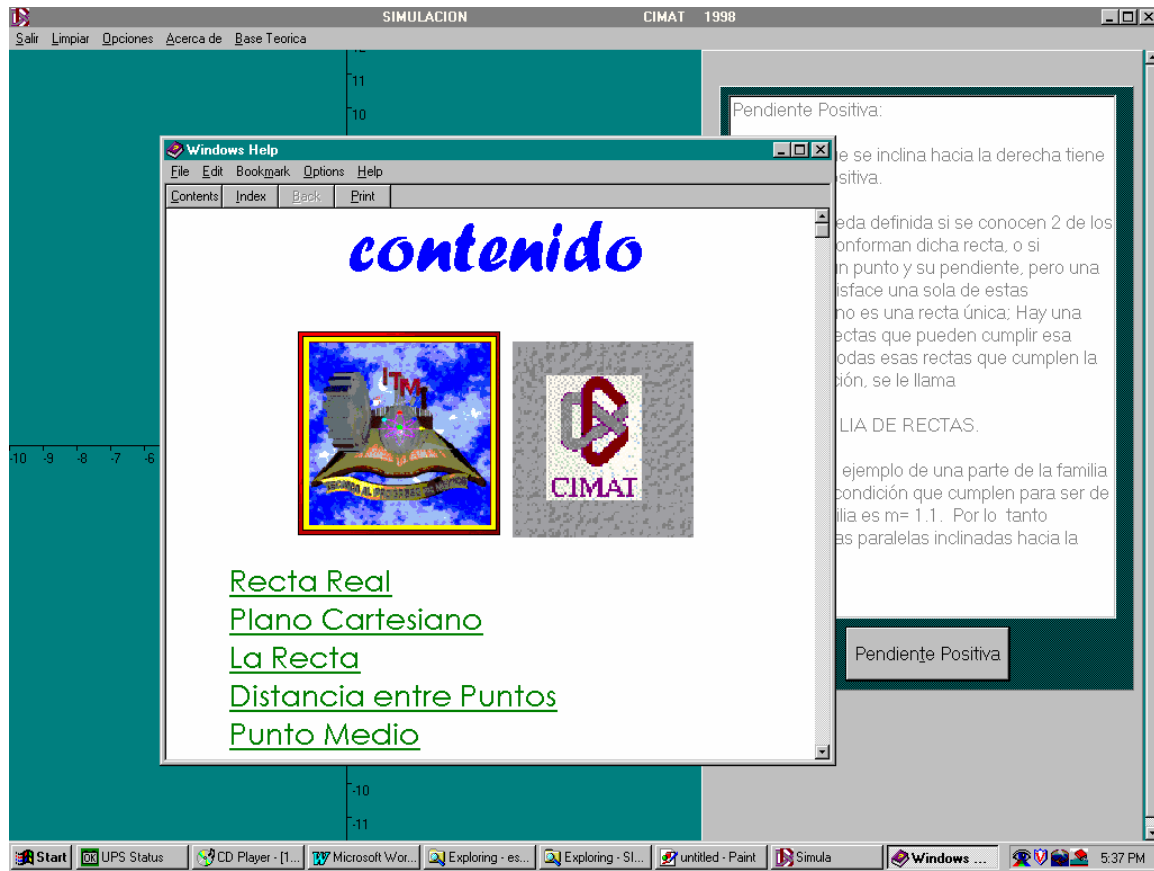 SIMULACION CIMAT 1998
Salir Limpiar Opciones Acerca de Base Teorica
11
10
-10 -9 -8 -7 -6
-10
-11
Windows Help
File Edit Bookmark Options Help
Contents Index Back Print
contenido
ITM
CIMAT
Recta Real
Plano Cartesiano
La Recta
Distancia entre Puntos
Punto Medio
Pendiente Positiva:
se inclina hacia la derecha tiene
eda definida si se conocen 2 de los
onforman dicha recta, o si
un punto y su pendiente, pero una
isface una sola de estas
no es una recta única; Hay una
ectas que pueden cumplir esa
odas esas rectas que cumplen la
ción, se le llama
LIA DE RECTAS.
ejemplo de una parte de la familia
condición que cumplen para ser de
ilia es m= 1.1. Por lo tanto
as paralelas inclinadas hacia la
Pendiente Positiva
Start UPS Status CD Player - [1... Microsoft Wor... Exploring - es... Exploring - SI... untitled - Paint Simula Windows ... 5:37 PM